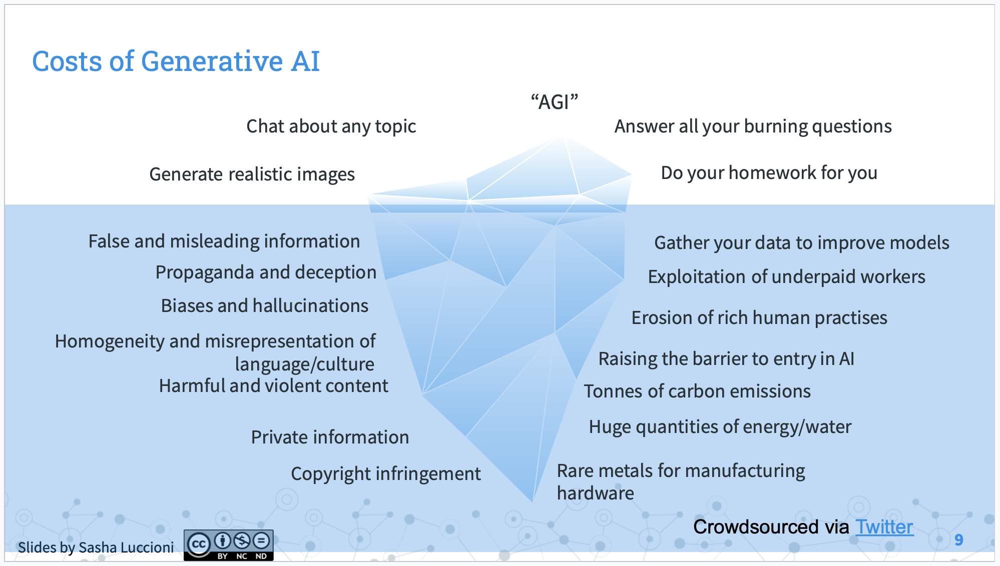 Costs of Generative AI
“AGI”
Chat about any topic
Answer all your burning questions
Generate realistic images
Do your homework for you
False and misleading information
Gather your data to improve models
Propaganda and deception
Exploitation of underpaid workers
Biases and hallucinations
Erosion of rich human practises
Homogeneity and misrepresentation of
language/culture
Raising the barrier to entry in AI
Harmful and violent content
Tonnes of carbon emissions
Huge quantities of energy/water
Private information
Copyright infringement
Rare metals for manufacturing
hardware
Crowdsourced via Twitter
Slides by Sasha Luccioni
cc
BY NC ND
9